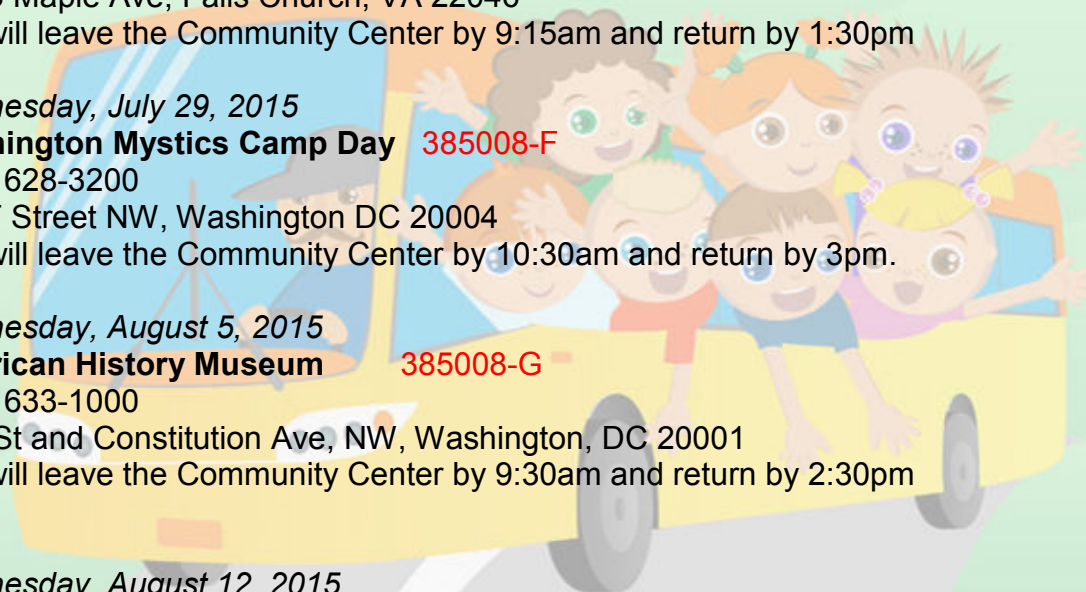 Maple Ave, Falls Church, VA 22046
will leave the Community Center by 9:15am and return by 1:30pm
nesday, July 29, 2015
hington Mystics Camp Day 385008-F
628-3200
Street NW, Washington DC 20004
will leave the Community Center by 10:30am and return by 3pm.
nesday, August 5, 2015
rican History Museum 385008-G
633-1000
St and Constitution Ave, NW, Washington, DC 20001
will leave the Community Center by 9:30am and return by 2:30pm
nesday, August 12, 2015